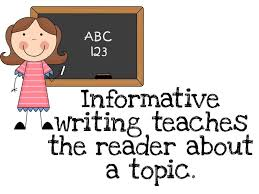 ABC
123
Informative
writing teaches
the reader about
a topic.